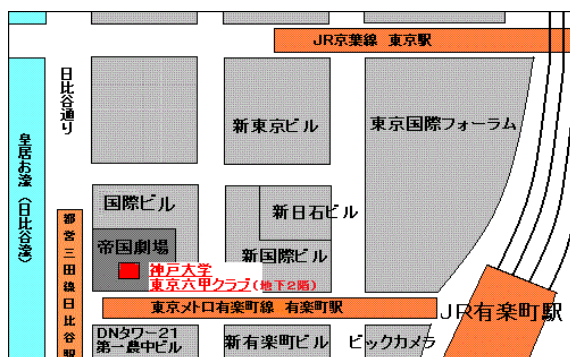 JR京葉線 東京駅
日比谷通り
新東京ビル
東京国際フォーラム
皇居お濠(日比谷濠)
国際ビル
新日石ビル
都営三田線日比谷駅
帝国劇場
新国際ビル
神戸大学
東京六甲クラブ(地下2階)
東京メトロ有楽町線 有楽町駅
JR有楽町駅
DNタワー21
第一農中ビル
新有楽町ビル
ビックカメラ